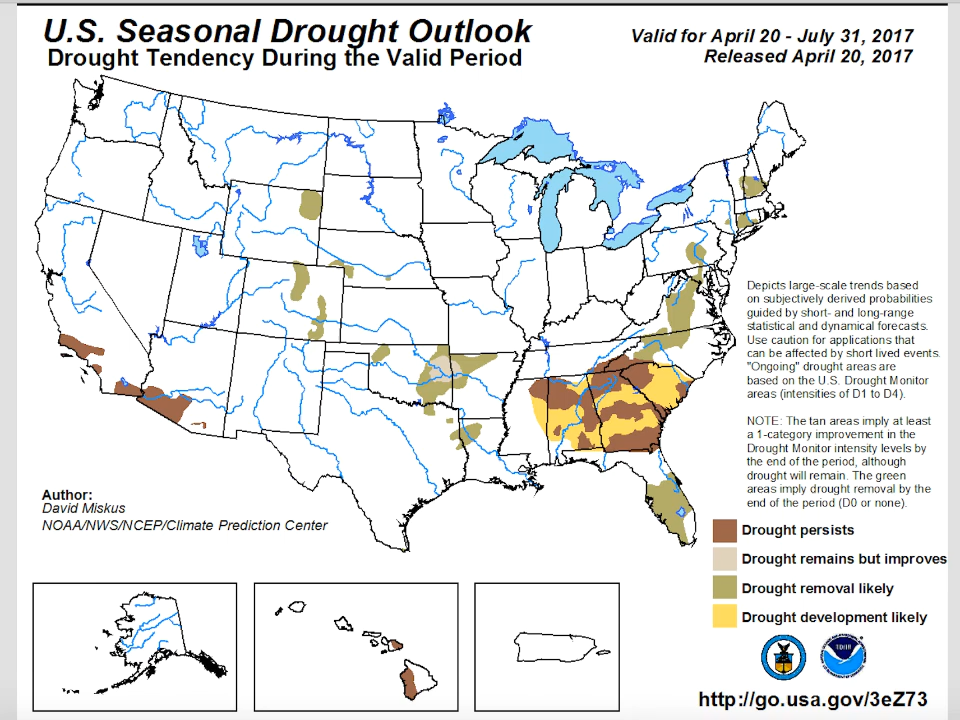 U.S. Seasonal Drought Outlook
Drought Tendency During the Valid Period
Valid for April 20 - July 31, 2017
Released April 20, 2017
Depicts large-scale trends based
on subjectively derived probabilities
guided by short- and long-range
statistical and dynamical forecasts.
Use caution for applications that
can be affected by short lived events.
"Ongoing" drought areas are
based on the U.S. Drought Monitor
areas (intensities of D1 to D4).
NOTE: The tan areas imply at least
a 1-category improvement in the
Drought Monitor intensity levels by
the end of the period, although
drought will remain. The green
areas imply drought removal by the
end of the period (D0 or none).
Author:
David Miskus
NOAA/NWS/NCEP/Climate Prediction Center
Drought persists
Drought remains but improves
Drought removal likely
Drought development likely
http://go.usa.gov/3eZ73